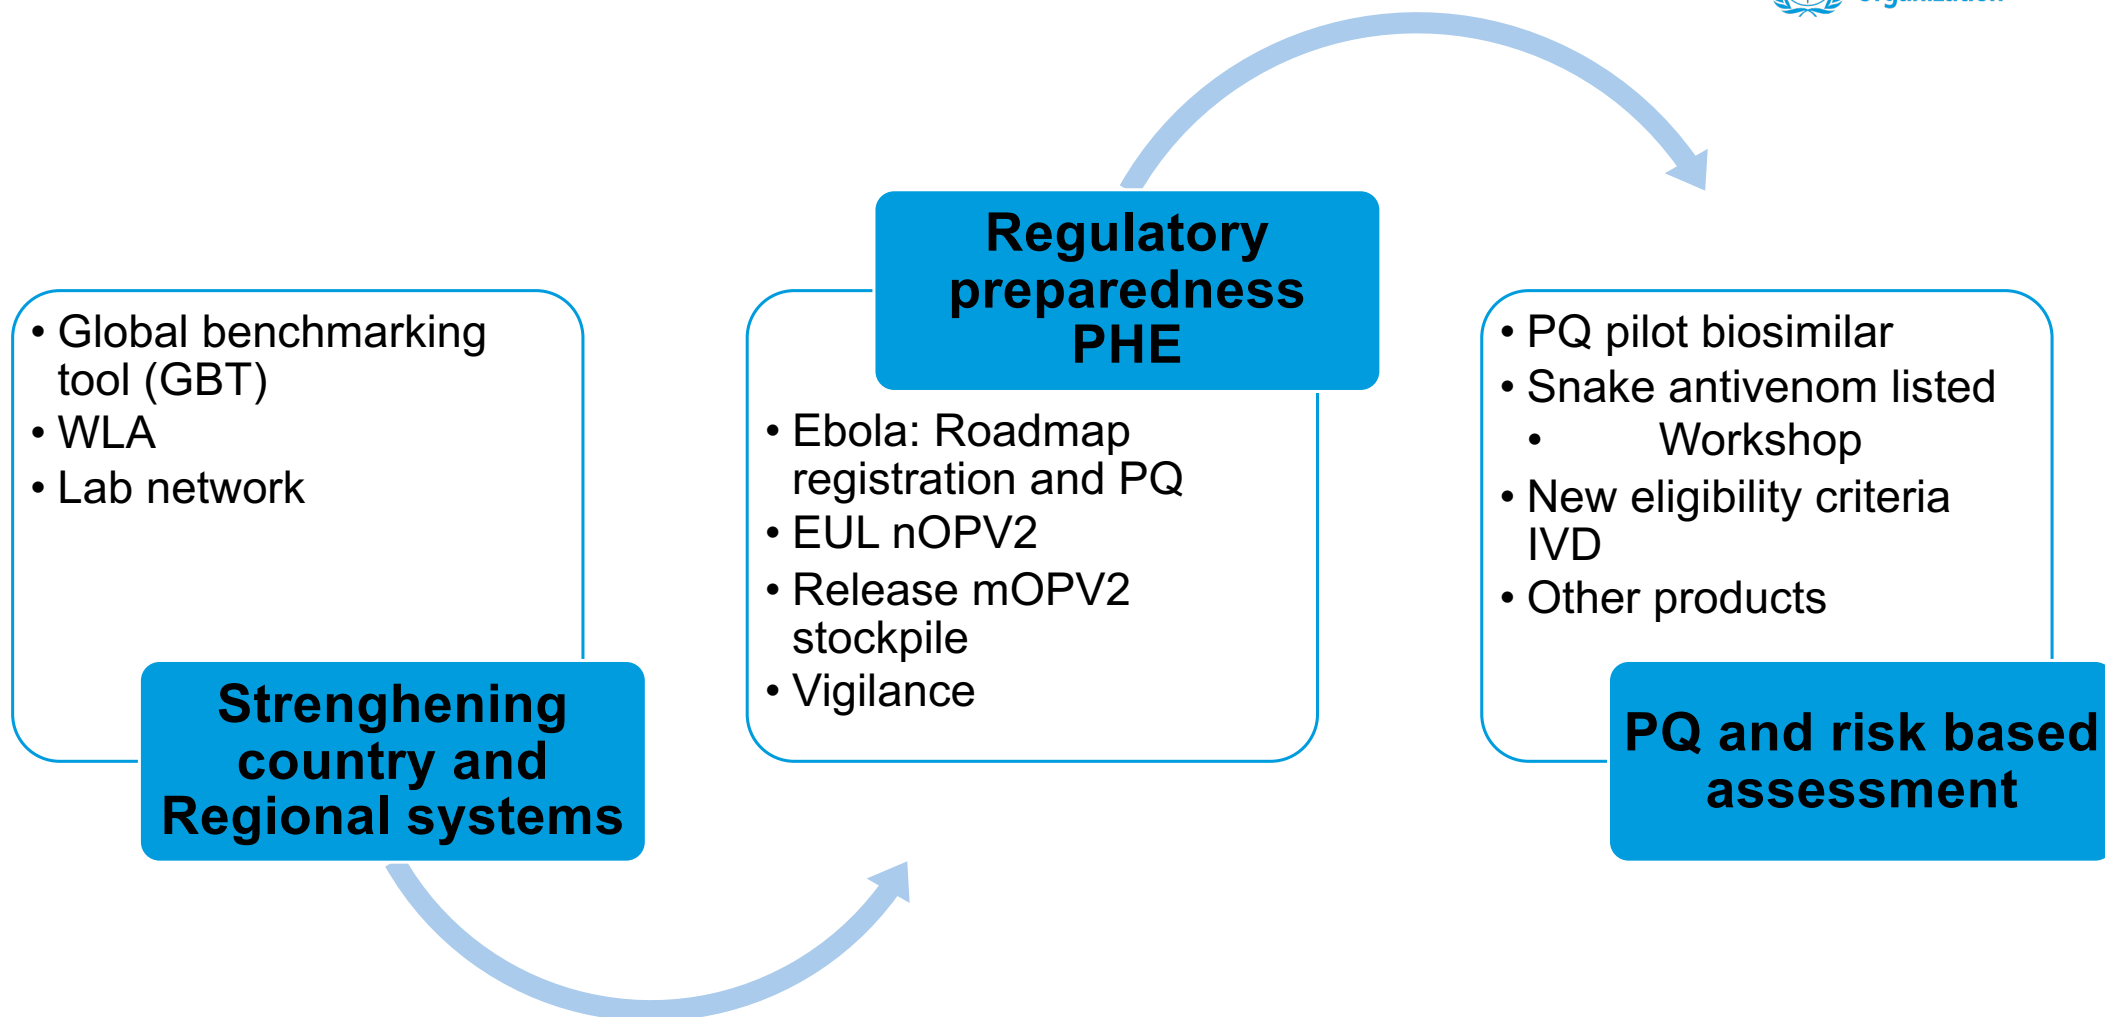 • Global benchmarking
tool (GBT)
• WLA
• Lab network
Strenghening
country and
Regional systems
Regulatory
preparedness
PHE
• Ebola: Roadmap
registration and PQ
• EUL nOPV2
• Release mOPV2
stockpile
• Vigilance
• PQ pilot biosimilar
• Snake antivenom listed
• Workshop
• New eligibility criteria
IVD
• Other products
PQ and risk based
assessment